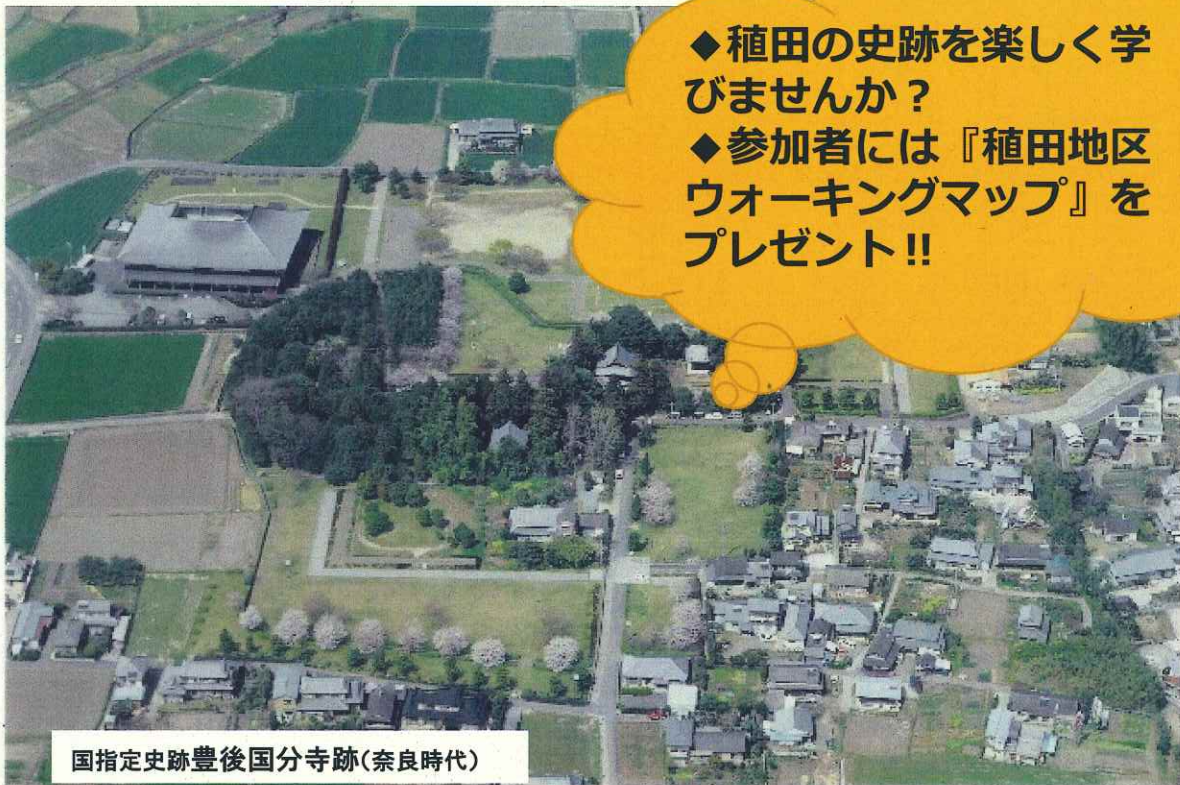 ◆稙田の史跡を楽しく学
びませんか？
◆参加者には『稙田地区
ウォーキングマップ』を
プレゼント!!
国指定史跡豊後国分寺跡(奈良時代)